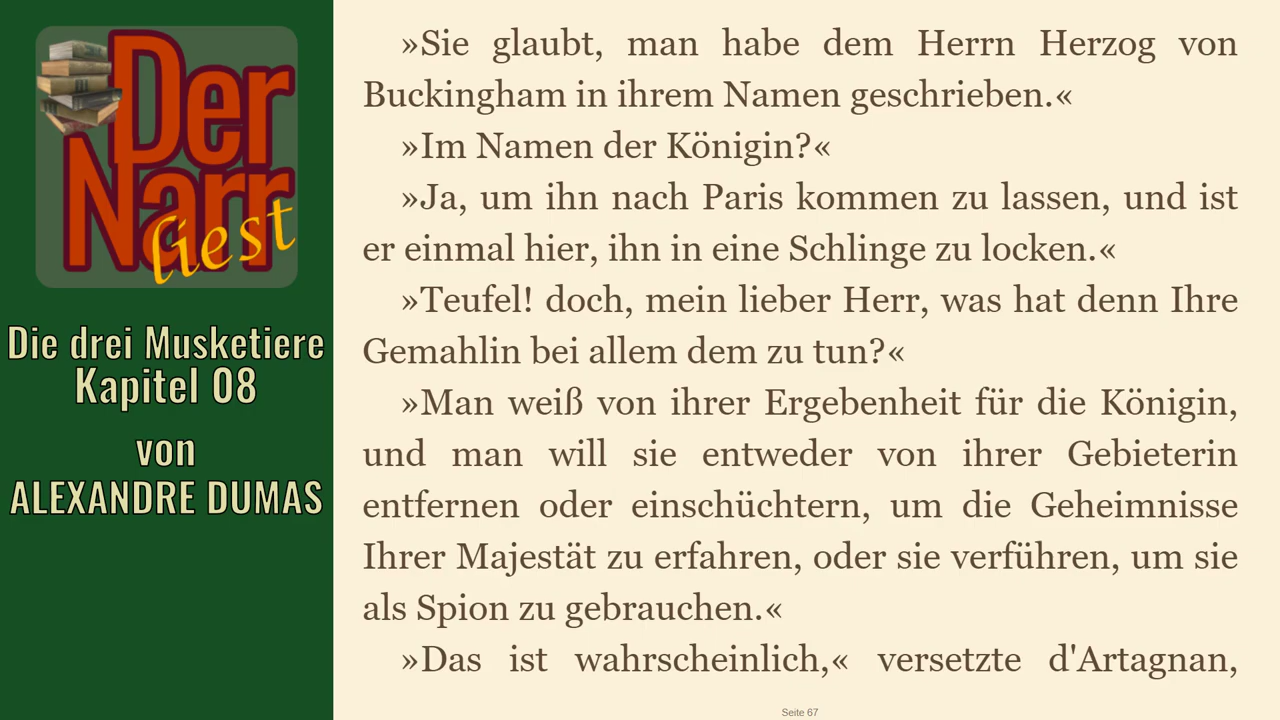 Der
Narr
liest
Die drei Musketiere
Kapitel 08
von
ALEXANDRE DUMAS
»Sie glaubt, man habe dem Herrn Herzog von
Buckingham in ihrem Namen geschrieben.«
»Im Namen der Königin?«
»Ja, um ihn nach Paris kommen zu lassen, und ist
er einmal hier, ihn in eine Schlinge zu locken.«
»Teufel! doch, mein lieber Herr, was hat denn Ihre
Gemahlin bei allem dem zu tun?«
»Man weiß von ihrer Ergebenheit für die Königin,
und man will sie entweder von ihrer Gebieterin
entfernen oder einschüchtern, um die Geheimnisse
Ihrer Majestät zu erfahren, oder sie verführen, um sie
als Spion zu gebrauchen.«
»Das ist wahrscheinlich,« versetzte d'Artagnan,
Seite 67